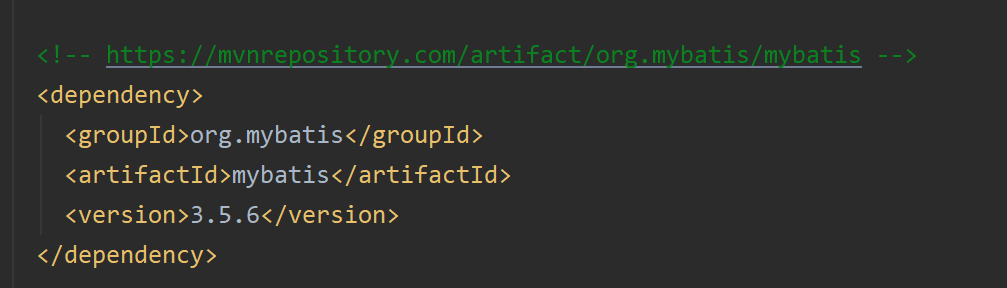 <!-- https://mvnrepository.com/artifact/org.mybatis/mybatis -->
<dependency>
<groupId>org.mybatis</groupId>
<artifactId>mybatis</artifactId>
<version>3.5.6</version>
</dependency>